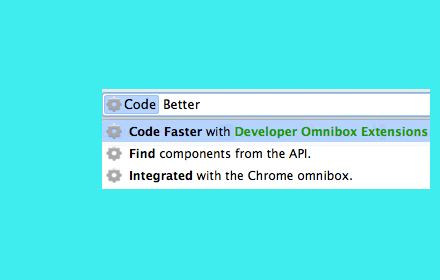 Code Better
Code Faster with Developer Omnibox Extensions
Find components from the API.
Integrated with the Chrome omnibox.